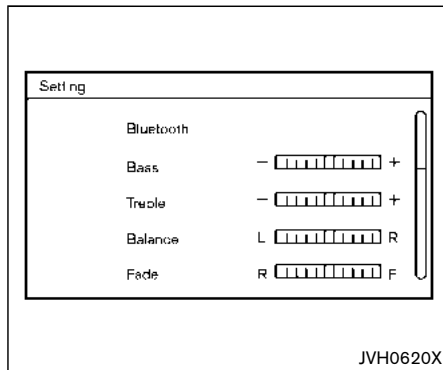 Setting
Bluetooth
Bass − +
Treble − +
Balance L R
Fade R F
JVH0620X